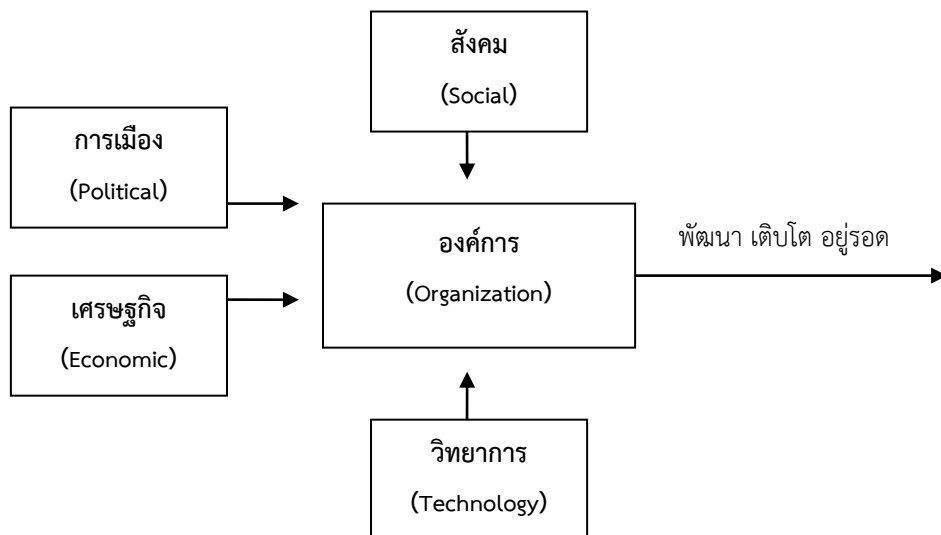 สังคม
(Social)
การเมือง
(Political)
องค์การ
(Organization)
พัฒนา เติบโต อยู่รอด
เศรษฐกิจ
(Economic)
วิทยาการ
(Technology)